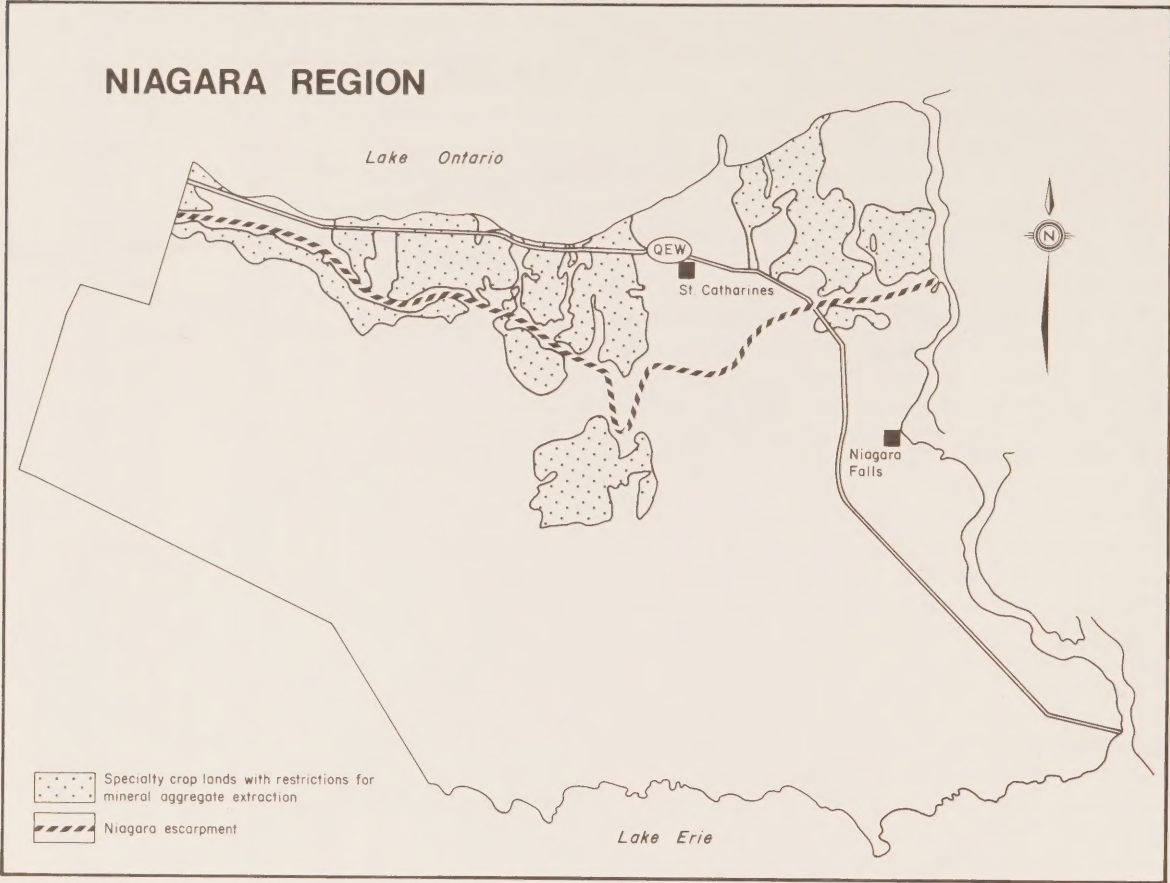 NIAGARA REGION
Lake Ontario
QEW
St. Catharines
N
Niagara
Falls
Specialty crop lands with restrictions for
mineral aggregate extraction
Niagara escarpment
Lake Erie